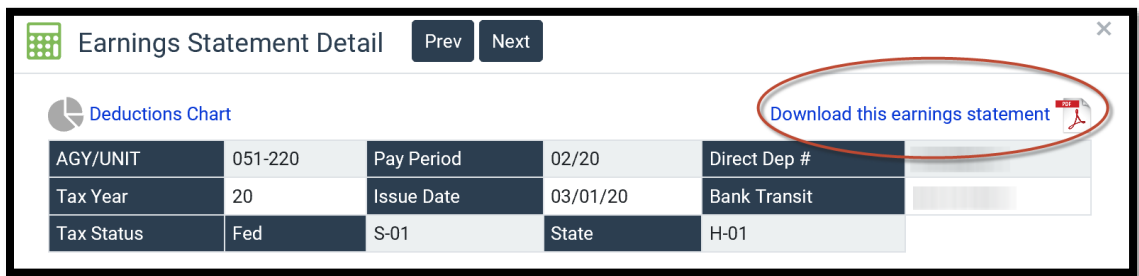 Earnings Statement Detail Prev Next ×
Deductions Chart Download this earnings statement PDF
AGY/UNIT 051-220 Pay Period 02/20 Direct Dep #
Tax Year 20 Issue Date 03/01/20 Bank Transit
Tax Status Fed S-01 State H-01